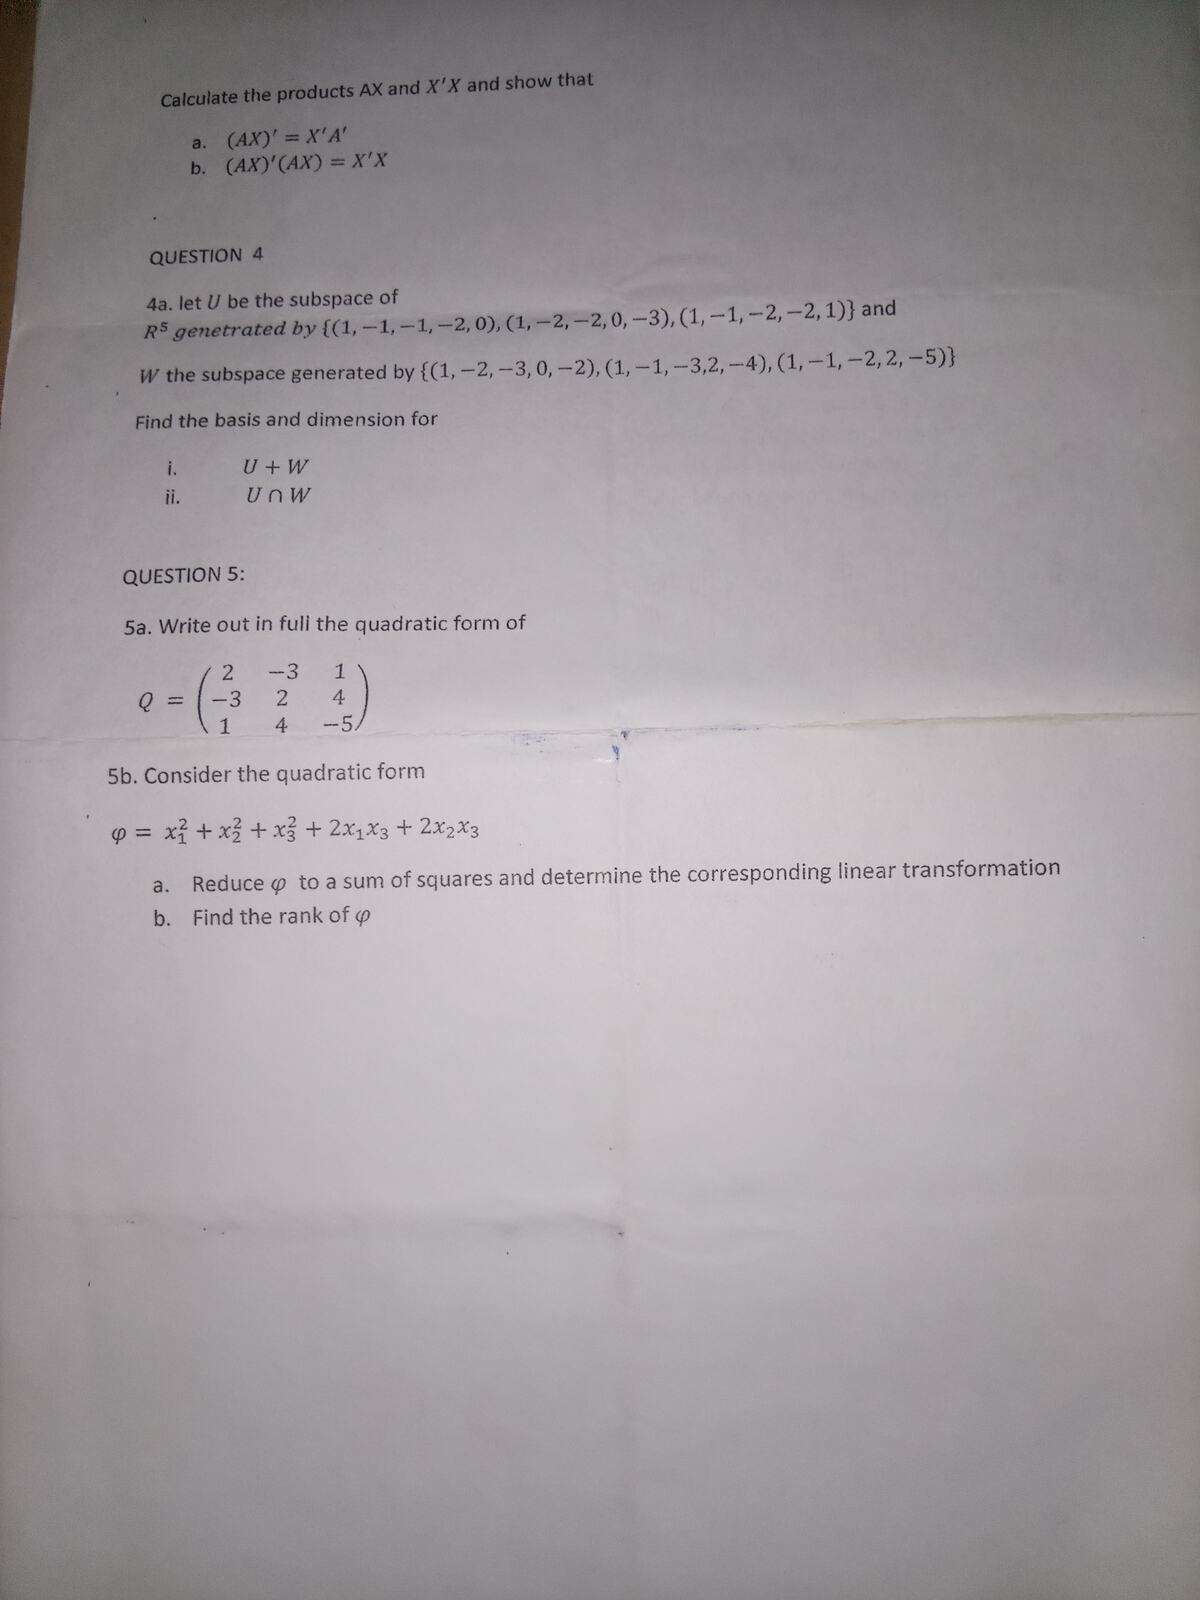 Calculate the products AX and X'X and show that
a. (AX)' = X'A'
b. (AX)'(AX) = X'X
QUESTION 4
4a. let U be the subspace of
R⁵ genetrated by {(1, −1, −1, −2, 0), (1, −2, −2, 0, −3), (1, −1, −2, −2, 1)} and
W the subspace generated by {(1, −2, −3, 0, −2), (1, −1, −3,2, −4), (1, −1, −2, 2, −5)}
Find the basis and dimension for
i. U + W
ii. U ∩ W
QUESTION 5:
5a. Write out in full the quadratic form of
Q = ( 2 −3 1
−3 2 4
1 4 −5 )
5b. Consider the quadratic form
φ = x₁² + x₂² + x₃² + 2x₁x₃ + 2x₂x₃
a. Reduce φ to a sum of squares and determine the corresponding linear transformation
b. Find the rank of φ